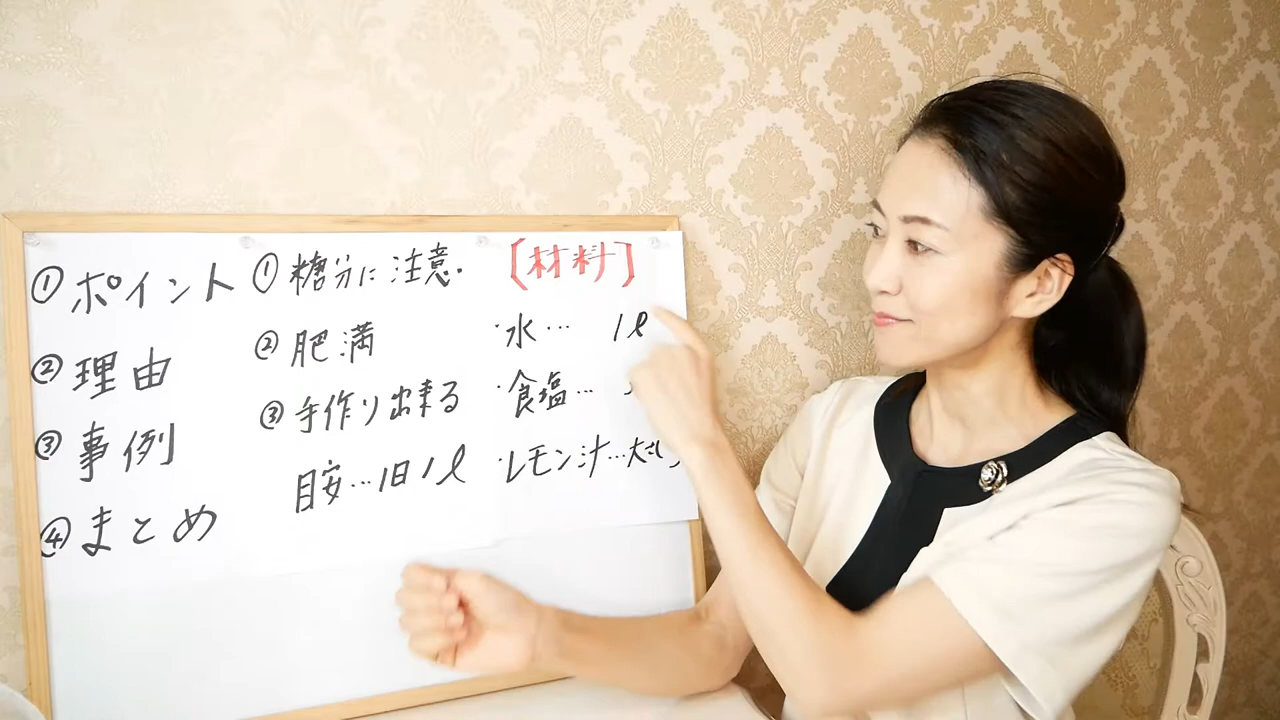 ① ポイント
② 理由
③ 事例
④ まとめ
① 糖分に注意.
② 肥満
③ 手作り出来る
目安…1日1ℓ
[材料]
・水… 1ℓ
・食塩…
・レモン汁…大さじ